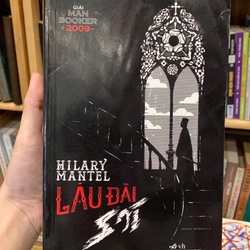 GIẢI
MAN
BOOKER
-2009-
HILARY
MANTEL
LÂU ĐÀI
SÓI